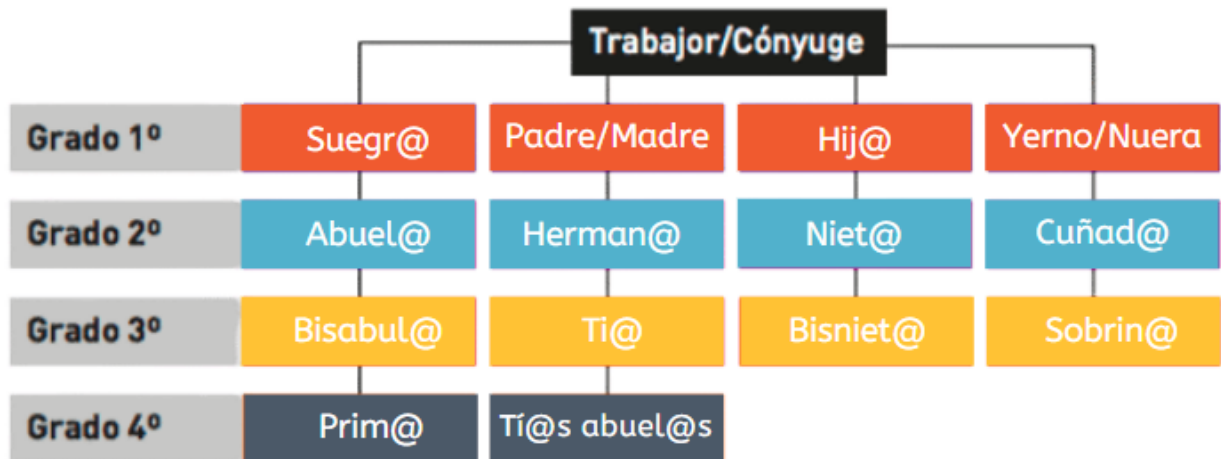 Trabajor/Cónyuge
Grado 1º Suegr@ Padre/Madre Hij@ Yerno/Nuera
Grado 2º Abuel@ Herman@ Niet@ Cuñad@
Grado 3º Bisabul@ Ti@ Bisniet@ Sobrin@
Grado 4º Prim@ Tí@s abuel@s